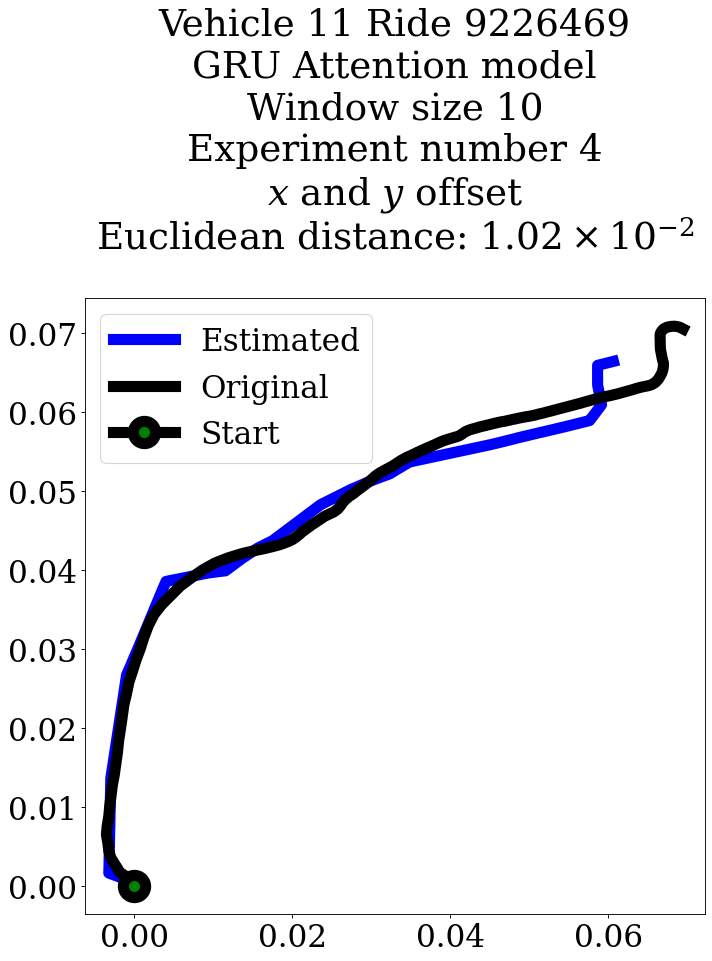 Vehicle 11 Ride 9226469
GRU Attention model
Window size 10
Experiment number 4
x and y offset
Euclidean distance: 1.02 × 10⁻²
Estimated
Original
Start
0.07
0.06
0.05
0.04
0.03
0.02
0.01
0.00
0.00 0.02 0.04 0.06